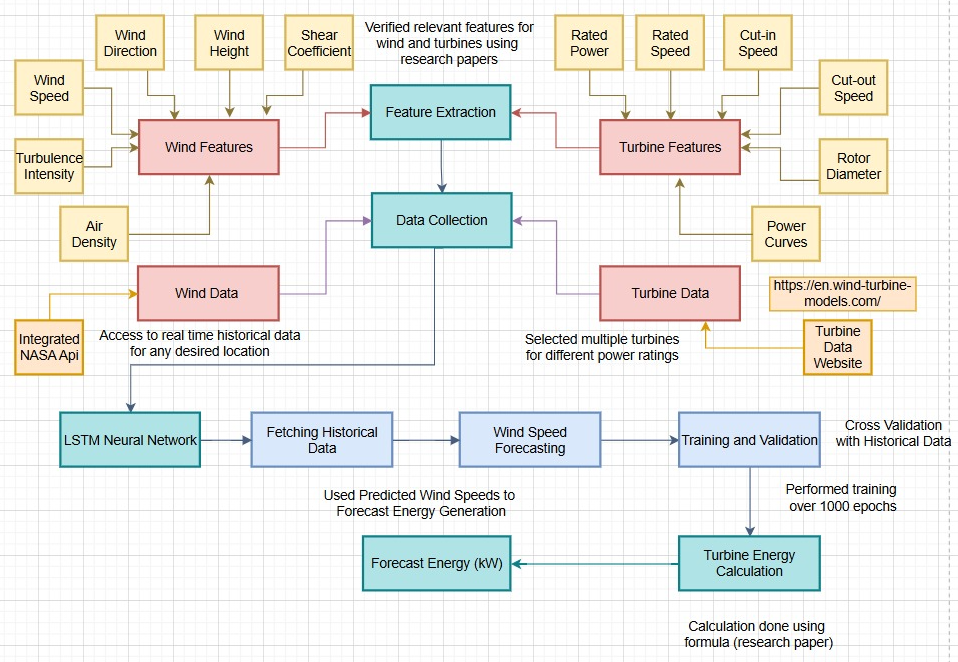 Wind
Direction
Wind
Height
Shear
Coefficient
Verified relevant features for
wind and turbines using
research papers
Rated
Power
Rated
Speed
Cut-in
Speed
Wind
Speed
Cut-out
Speed
Feature Extraction
Wind Features
Turbine Features
Turbulence
Intensity
Rotor
Diameter
Air
Density
Data Collection
Power
Curves
Wind Data
Turbine Data
https://en.wind-turbine-
models.com/
Integrated
NASA Api
Access to real time historical data
for any desired location
Selected multiple turbines
for different power ratings
Turbine
Data
Website
LSTM Neural Network
Fetching Historical
Data
Wind Speed
Forecasting
Training and Validation
Cross Validation
with Historical Data
Used Predicted Wind Speeds to
Forecast Energy Generation
Performed training
over 1000 epochs
Forecast Energy (kW)
Turbine Energy
Calculation
Calculation done using
formula (research paper)